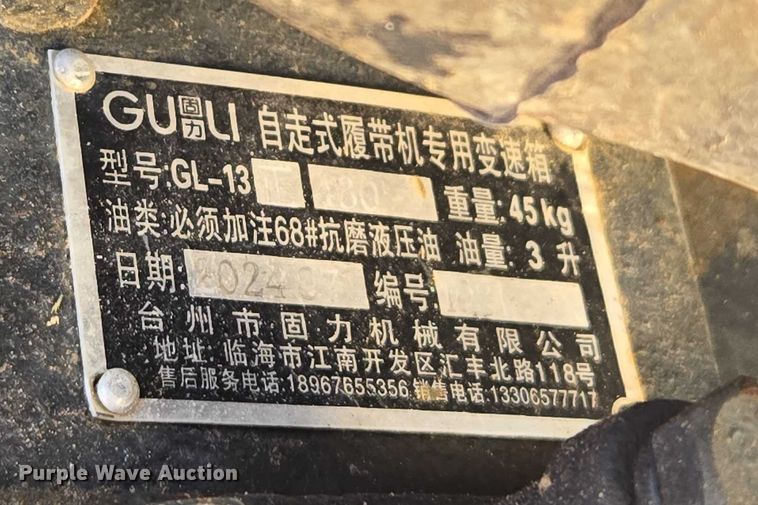 GU固力LI 自走式履带机专用变速箱
型号:GL-13 重量:45kg
油类:必须加注68#抗磨液压油 油量:3升
日期: 编号
台州市固力机械有限公司
地址:临海市江南开发区汇丰北路118号
售后服务电话:18967655356 销售电话:13306577717
Purple Wave Auction